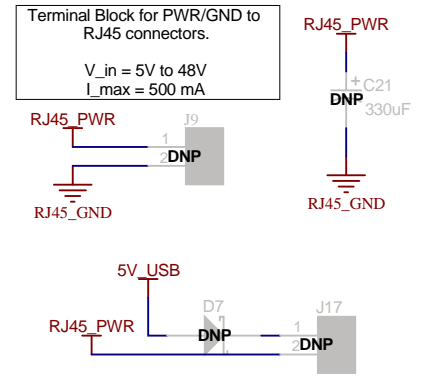 Terminal Block for PWR/GND to
RJ45 connectors.
V_in = 5V to 48V
I_max = 500 mA
RJ45_PWR
C21
DNP
330uF
RJ45_GND
RJ45_PWR
J9
1
2
DNP
RJ45_GND
5V_USB
D7
DNP
J17
RJ45_PWR
1
2
DNP